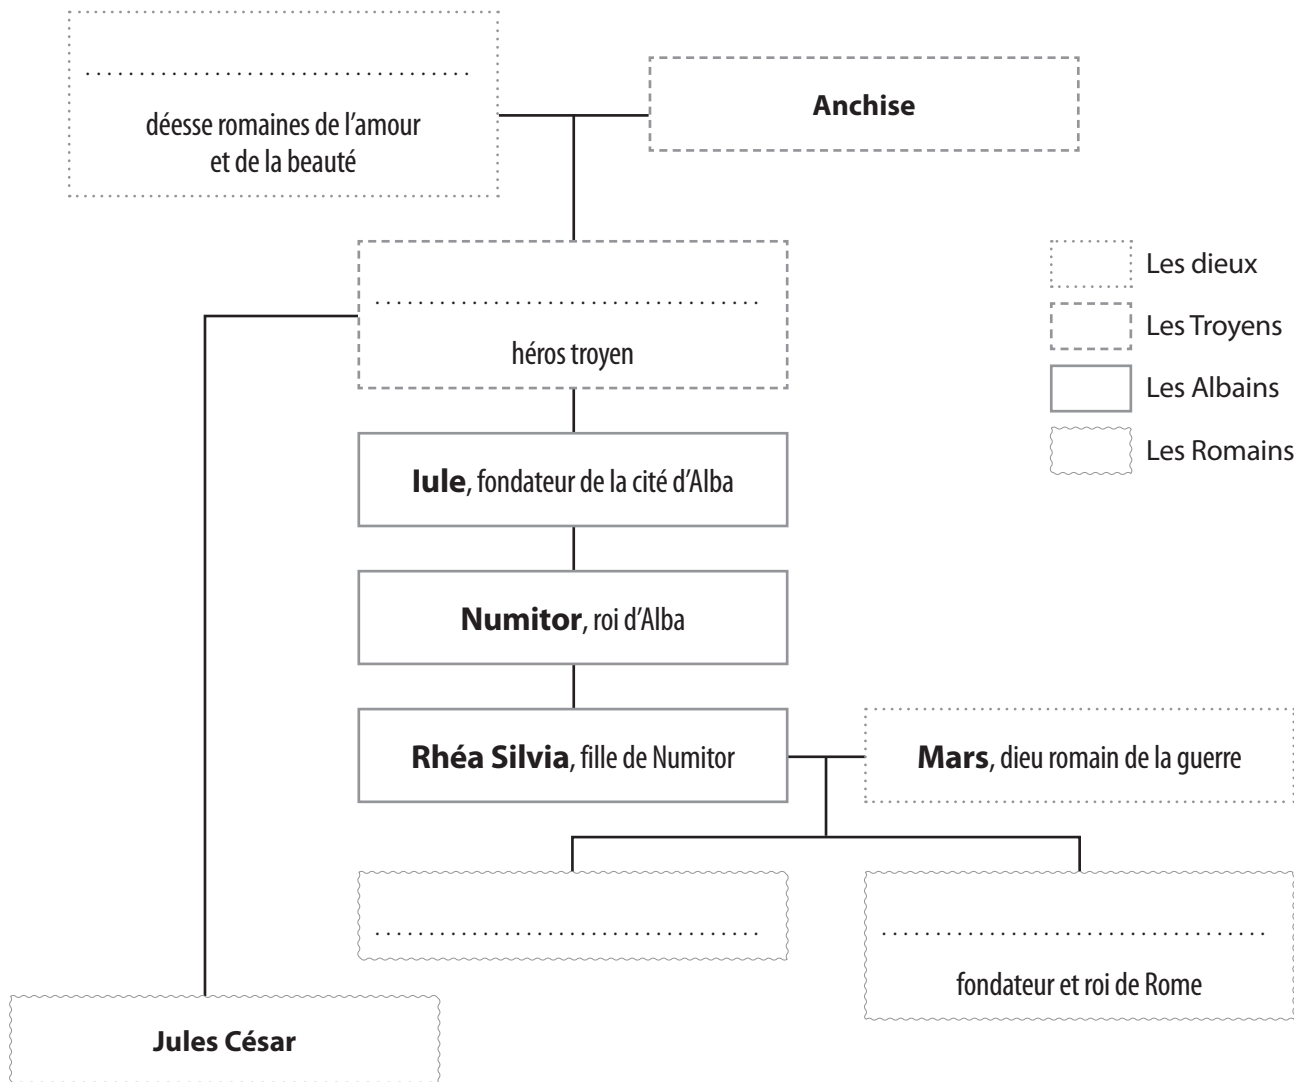 ........................................
déesse romaines de l’amour
et de la beauté
Anchise
........................................
héros troyen
Les dieux
Les Troyens
Les Albains
Les Romains
Iule, fondateur de la cité d’Alba
Numitor, roi d’Alba
Rhéa Silvia, fille de Numitor
Mars, dieu romain de la guerre
........................................
........................................
fondateur et roi de Rome
Jules César